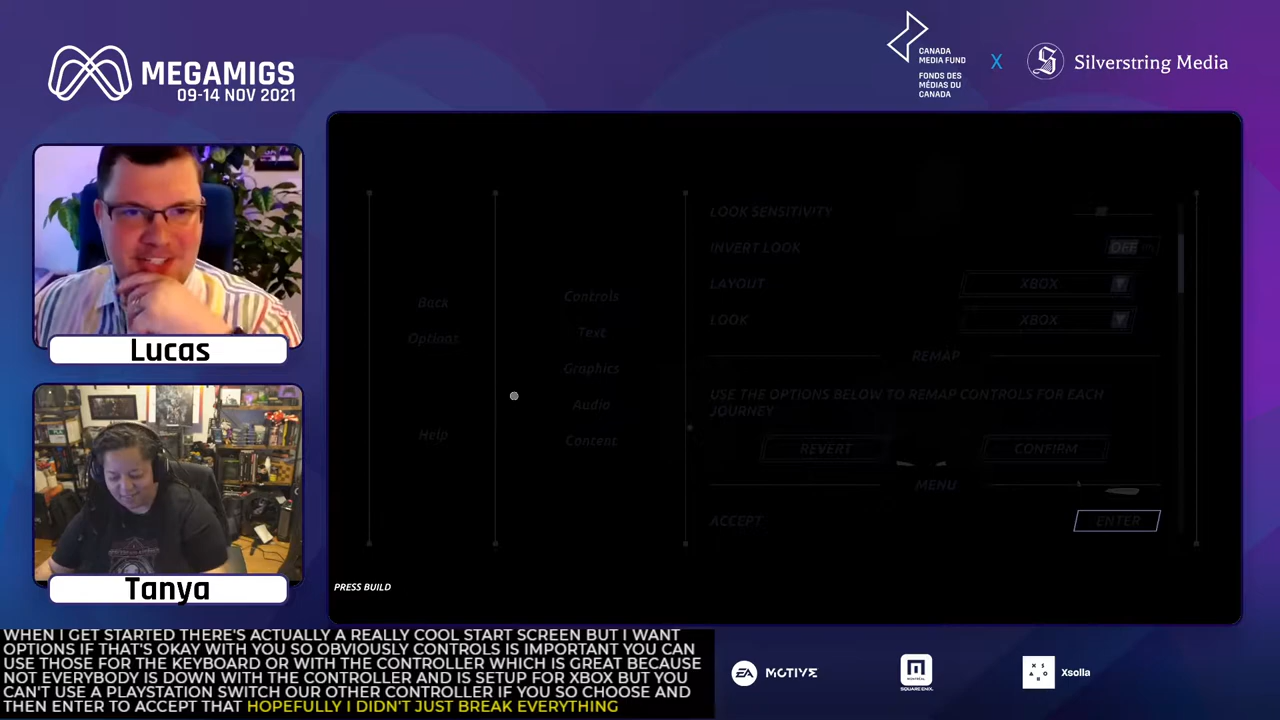 MEGAMIGS
09-14 NOV 2021
CANADA
MEDIA FUND
FONDS DES
MÉDIAS DU
CANADA
X
Silverstring Media
Lucas
Tanya
Back
Options
Help
Controls
Text
Graphics
Audio
Content
LOOK SENSITIVITY
INVERT LOOK OFF
LAYOUT XBOX
LOOK XBOX
REMAP
USE THE OPTIONS BELOW TO REMAP CONTROLS FOR EACH
JOURNEY
REVERT CONFIRM
MENU
ACCEPT ENTER
PRESS BUILD
WHEN I GET STARTED THERE'S ACTUALLY A REALLY COOL START SCREEN BUT I WANT
OPTIONS IF THAT'S OKAY WITH YOU SO OBVIOUSLY CONTROLS IS IMPORTANT YOU CAN
USE THOSE FOR THE KEYBOARD OR WITH THE CONTROLLER WHICH IS GREAT BECAUSE
NOT EVERYBODY IS DOWN WITH THE CONTROLLER AND IS SETUP FOR XBOX BUT YOU
CAN'T USE A PLAYSTATION SWITCH OUR OTHER CONTROLLER IF YOU SO CHOOSE AND
THEN ENTER TO ACCEPT THAT HOPEFULLY I DIDN'T JUST BREAK EVERYTHING
EA MOTIVE
MONTRÉAL
SQUARE ENIX
Xsolla